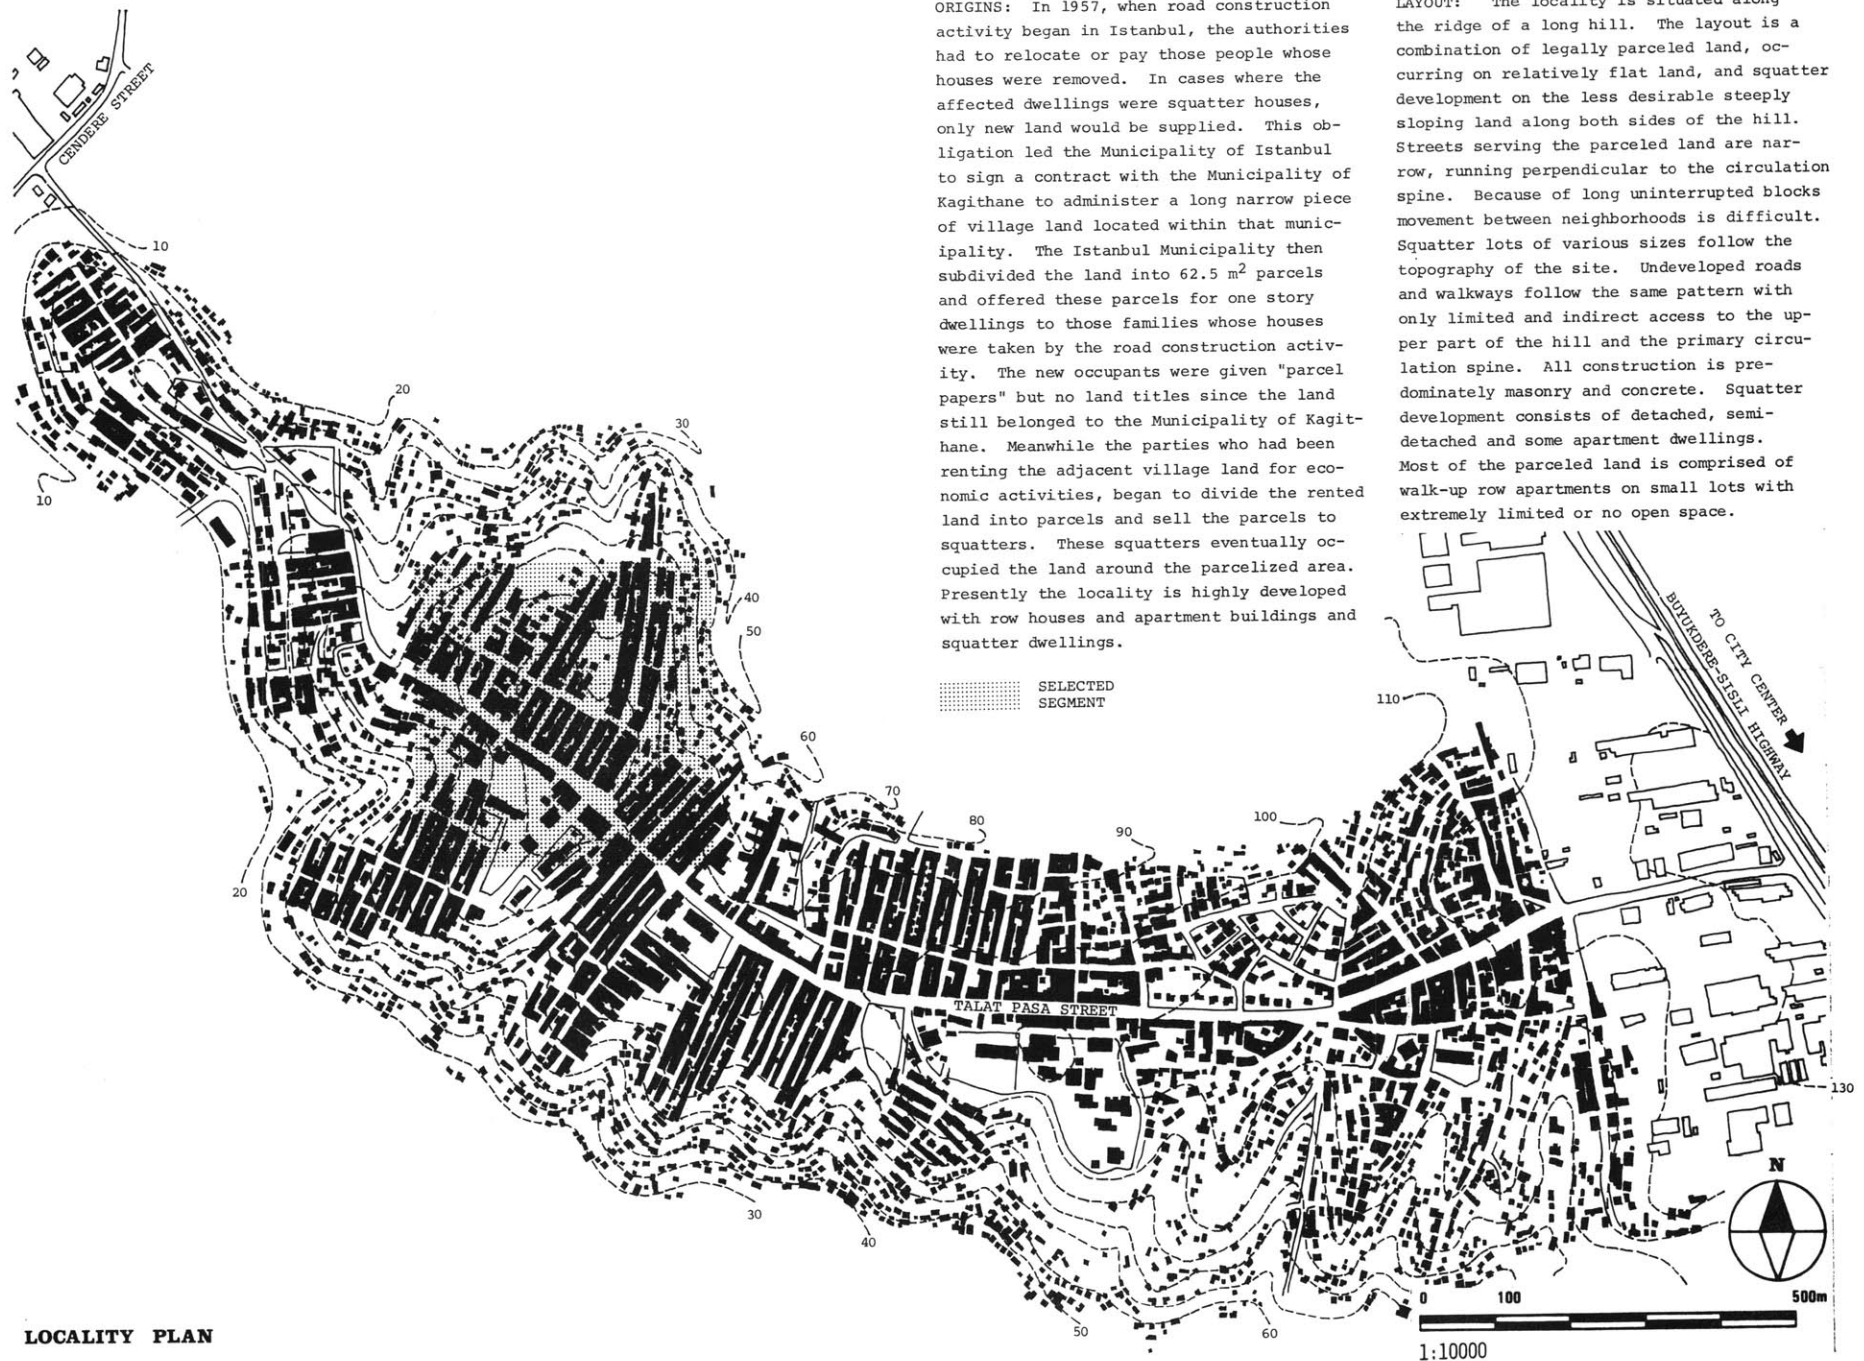 ORIGINS: In 1957, when road construction
activity began in Istanbul, the authorities
had to relocate or pay those people whose
houses were removed. In cases where the
affected dwellings were squatter houses,
only new land would be supplied. This ob-
ligation led the Municipality of Istanbul
to sign a contract with the Municipality of
Kagithane to administer a long narrow piece
of village land located within that munic-
ipality. The Istanbul Municipality then
subdivided the land into 62.5 m² parcels
and offered these parcels for one story
dwellings to those families whose houses
were taken by the road construction activ-
ity. The new occupants were given "parcel
papers" but no land titles since the land
still belonged to the Municipality of Kagit-
hane. Meanwhile the parties who had been
renting the adjacent village land for eco-
nomic activities, began to divide the rented
land into parcels and sell the parcels to
squatters. These squatters eventually oc-
cupied the land around the parcelized area.
Presently the locality is highly developed
with row houses and apartment buildings and
squatter dwellings.
SELECTED
SEGMENT
LAYOUT: The locality is situated along
the ridge of a long hill. The layout is a
combination of legally parceled land, oc-
curring on relatively flat land, and squatter
development on the less desirable steeply
sloping land along both sides of the hill.
Streets serving the parceled land are nar-
row, running perpendicular to the circulation
spine. Because of long uninterrupted blocks
movement between neighborhoods is difficult.
Squatter lots of various sizes follow the
topography of the site. Undeveloped roads
and walkways follow the same pattern with
only limited and indirect access to the up-
per part of the hill and the primary circu-
lation spine. All construction is pre-
dominately masonry and concrete. Squatter
development consists of detached, semi-
detached and some apartment dwellings.
Most of the parceled land is comprised of
walk-up row apartments on small lots with
extremely limited or no open space.
CENDERE STREET
10
20
30
10
40
50
60
70
80
90
100
110
20
TO CITY CENTER
BUYUKDERE-SISLI HIGHWAY
TALAT PASA STREET
130
30
40
50
60
N
0 100 500m
1:10000
LOCALITY PLAN